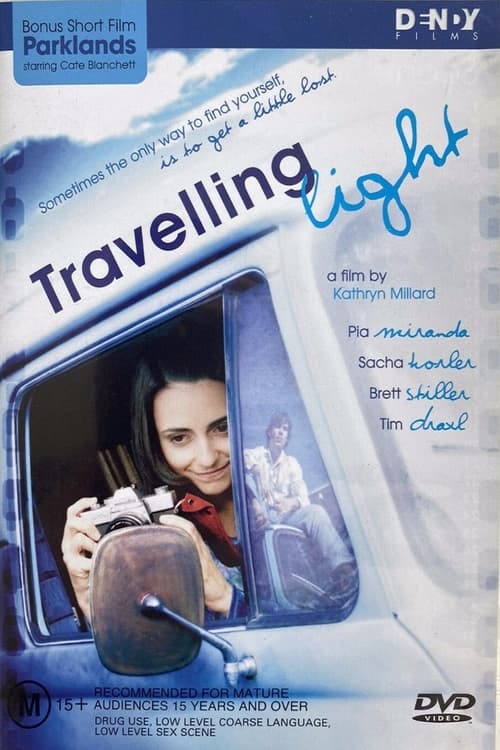 Bonus Short Film
Parklands
starring Cate Blanchett
DENDY
FILMS
Sometimes the only way to find yourself,
is to get a little lost.
Travelling light
a film by
Kathryn Millard
Pia miranda
Sacha horler
Brett stiller
Tim draxl
M 15+
RECOMMENDED FOR MATURE
AUDIENCES 15 YEARS AND OVER
DRUG USE, LOW LEVEL COARSE LANGUAGE,
LOW LEVEL SEX SCENE
DVD
VIDEO